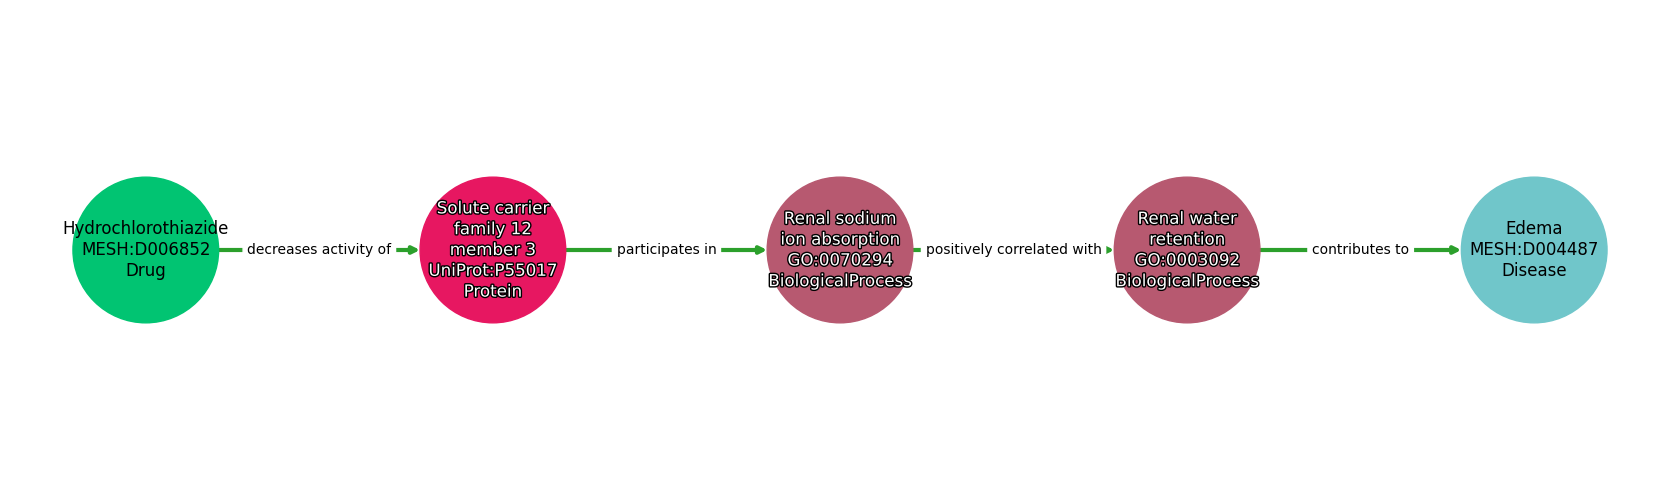 Hydrochlorothiazide
MESH:D006852
Drug
decreases activity of
Solute carrier
family 12
member 3
UniProt:P55017
Protein
participates in
Renal sodium
ion absorption
GO:0070294
BiologicalProcess
positively correlated with
Renal water
retention
GO:0003092
BiologicalProcess
contributes to
Edema
MESH:D004487
Disease